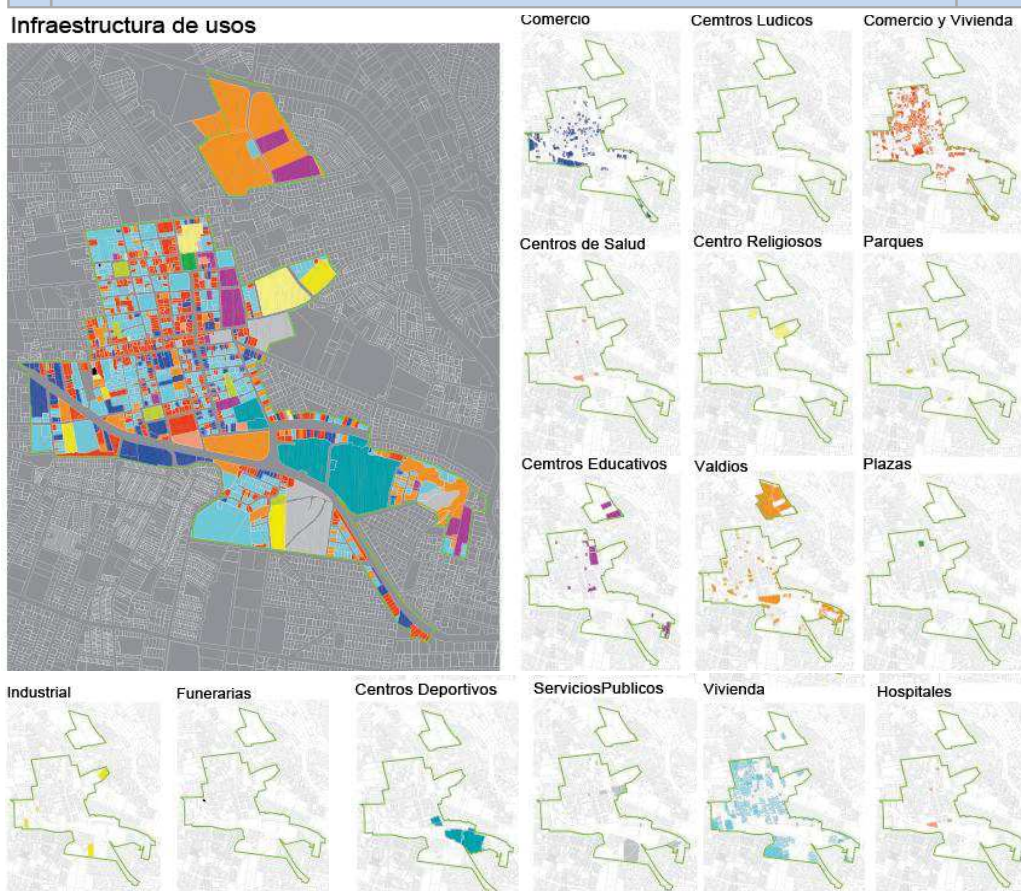 Infraestructura de usos
Comercio
Cemtros Ludicos
Comercio y Vivienda
Centros de Salud
Centro Religiosos
Parques
Cemtros Educativos
Valdios
Plazas
Industrial
Funerarias
Centros Deportivos
ServiciosPublicos
Vivienda
Hospitales